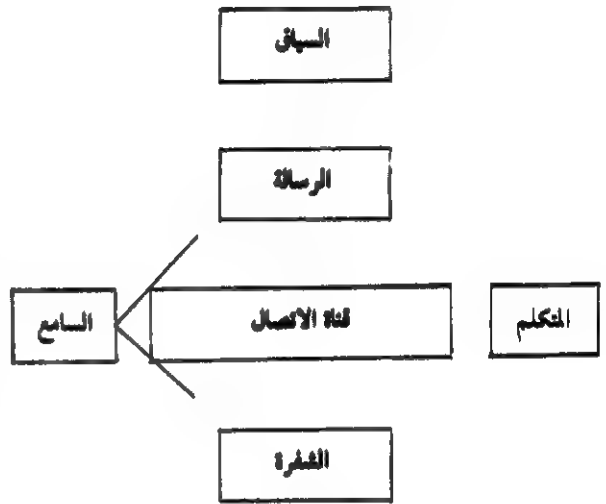 السياق
الرسالة
المتكلم
قناة الاتصال
السامع
الشفرة